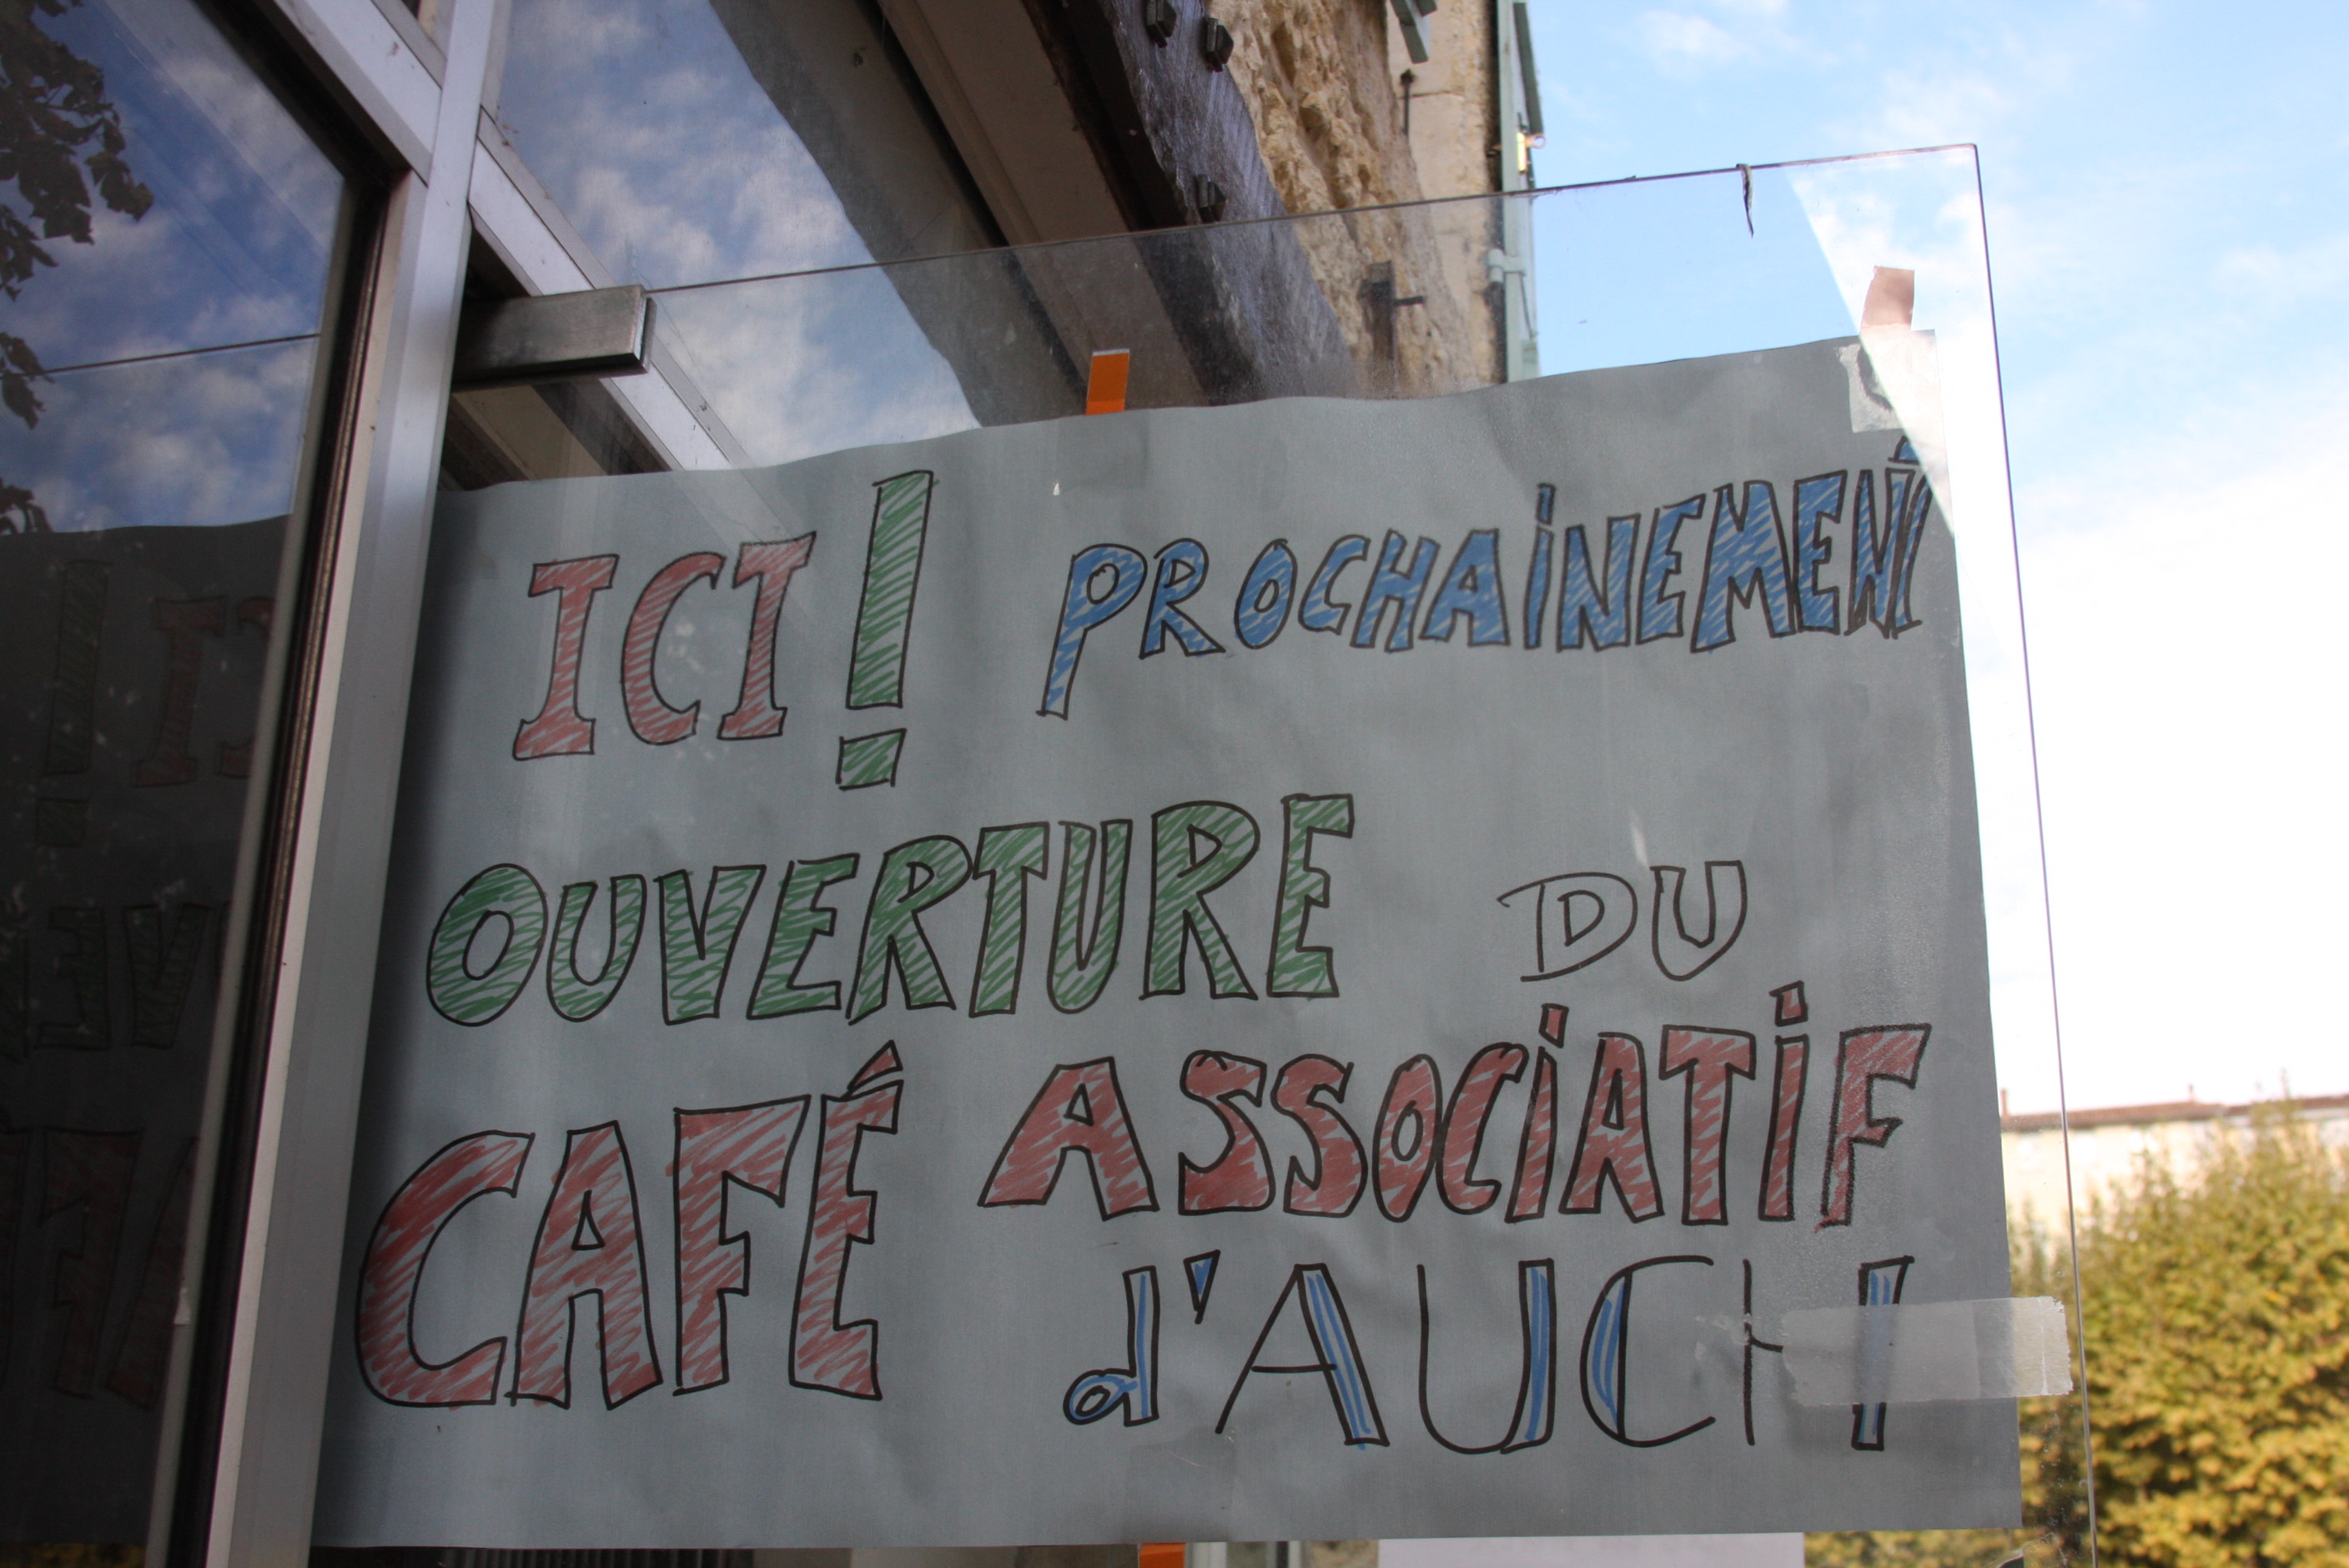 ICI ! PROCHAINEMENT
OUVERTURE DU
CAFÉ ASSOCIATIF
d'AUCH